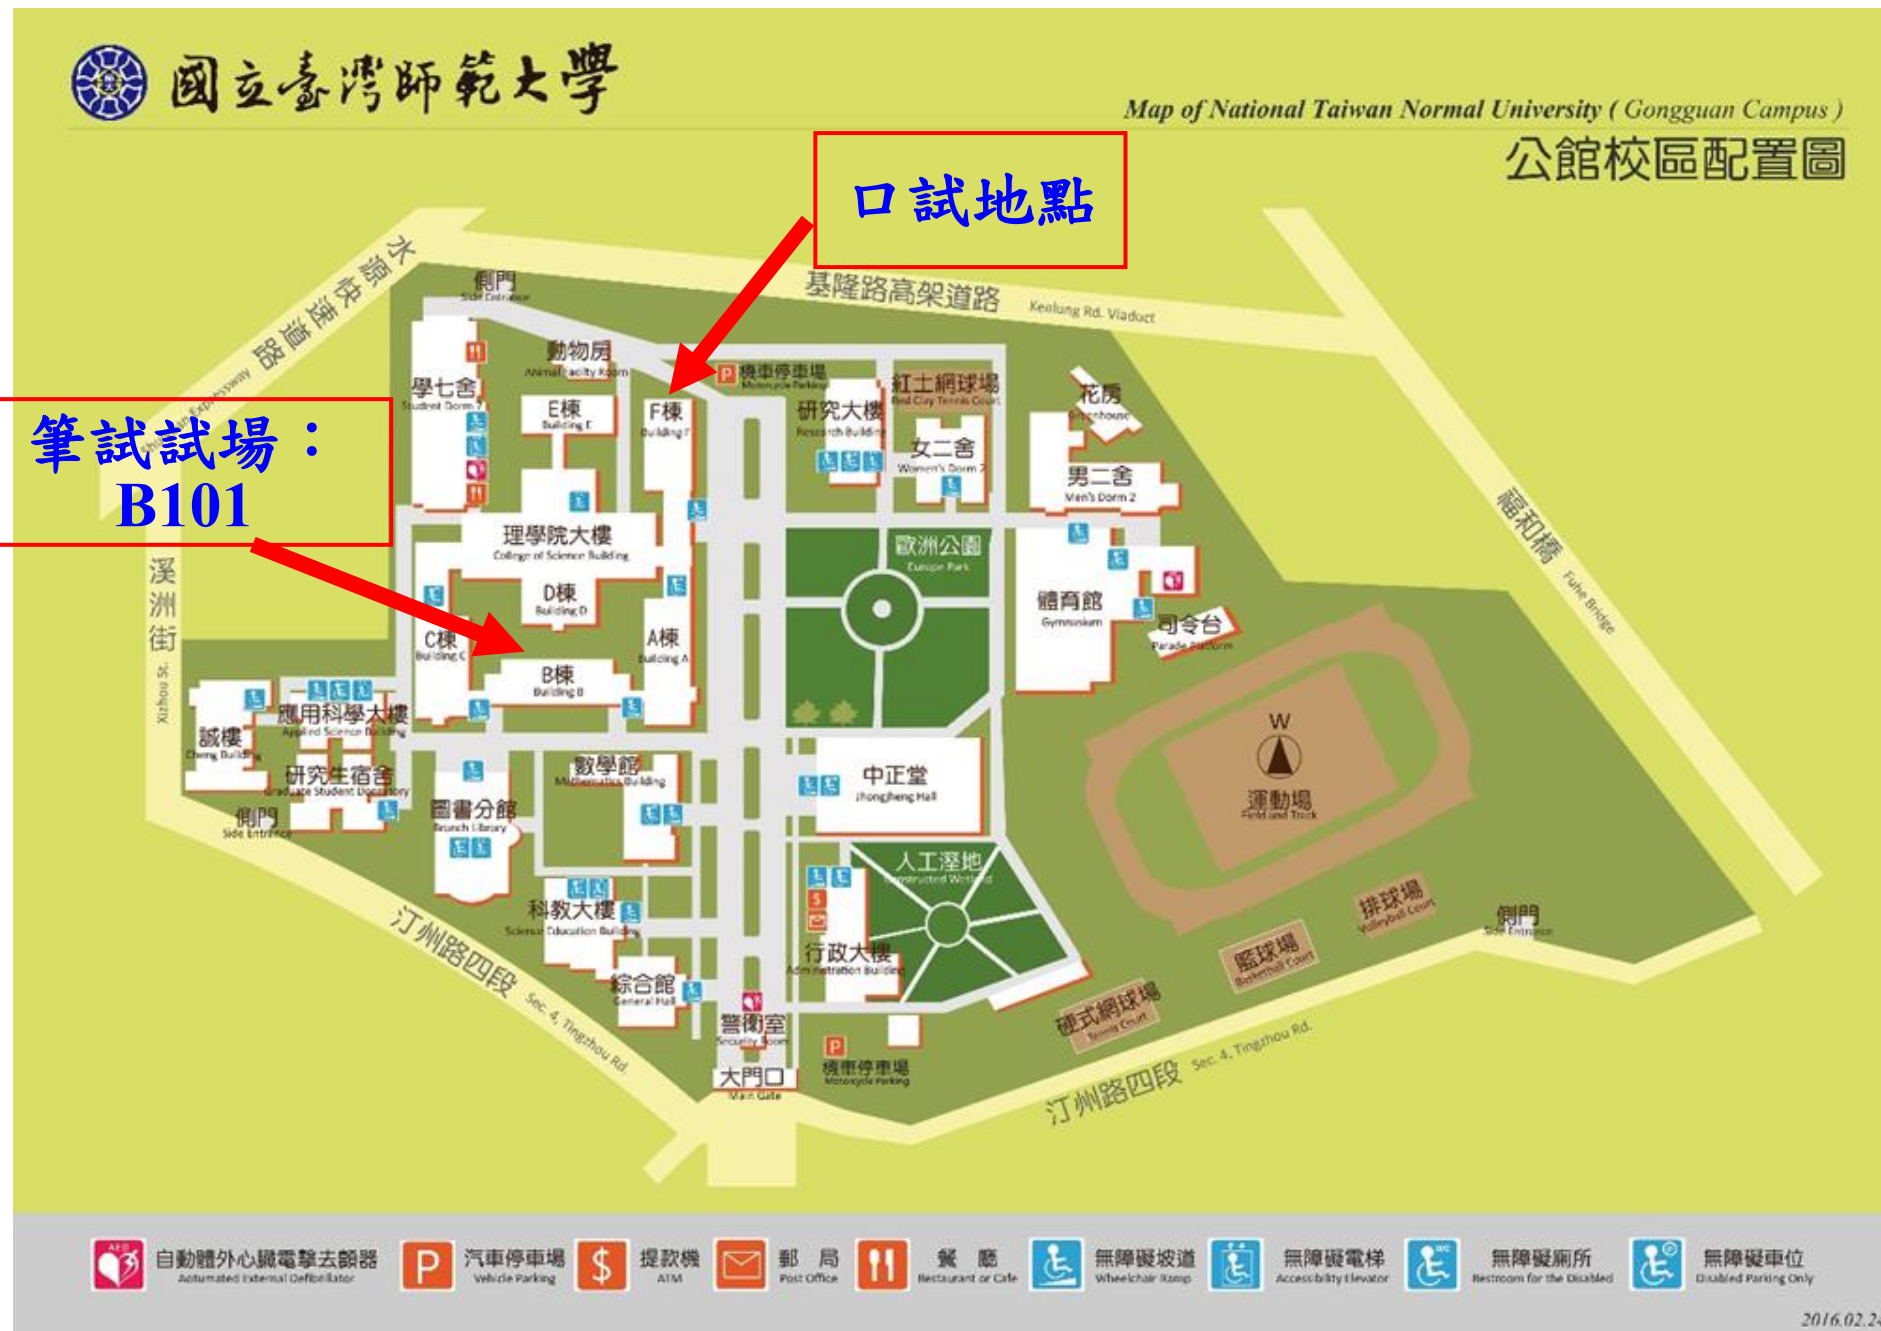 國立臺灣師範大學
Map of National Taiwan Normal University ( Gongguan Campus )
公館校區配置圖
口試地點
水源快速道路
側門
Side Entrance
基隆路高架道路
Keelung Rd. Viaduct
動物房
Animal Facility Room
P
機車停車場
Motorcycle Parking
學七舍
Student Dorm 7
E棟
Building E
F棟
Building F
研究大樓
Research Building
紅土網球場
Red Clay Tennis Court
花房
Greenhouse
筆試試場：
B101
女二舍
Women's Dorm 2
男二舍
Men's Dorm 2
福和橋
Fuhe Bridge
理學院大樓
College of Science Building
歐洲公園
Europe Park
溪洲街
Xizhou St.
D棟
Building D
體育館
Gymnasium
C棟
Building C
A棟
Building A
司令台
Parade Platform
B棟
Building B
應用科學大樓
Applied Science Building
誠樓
Cheng Building
W
數學館
Mathematics Building
中正堂
Jhongjheng Hall
研究生宿舍
Graduate Student Dormitory
運動場
Field and Track
側門
Side Entrance
圖書分館
Branch Library
人工溼地
Constructed Wetland
$
科教大樓
Science Education Building
排球場
Volleyball Court
側門
Side Entrance
汀州路四段
Sec. 4, Tingzhou Rd.
行政大樓
Administration Building
籃球場
Basketball Court
綜合館
General Hall
硬式網球場
Tennis Court
警衛室
Security Room
P
機車停車場
Motorcycle Parking
大門口
Main Gate
汀州路四段
Sec. 4, Tingzhou Rd.
AED
自動體外心臟電擊去顫器
Automated External Defibrillator
P
汽車停車場
Vehicle Parking
$
提款機
ATM
郵 局
Post Office
餐 廳
Restaurant or Cafe
無障礙坡道
Wheelchair Ramp
無障礙電梯
Accessibility Elevator
無障礙廁所
Restroom for the Disabled
無障礙車位
Disabled Parking Only